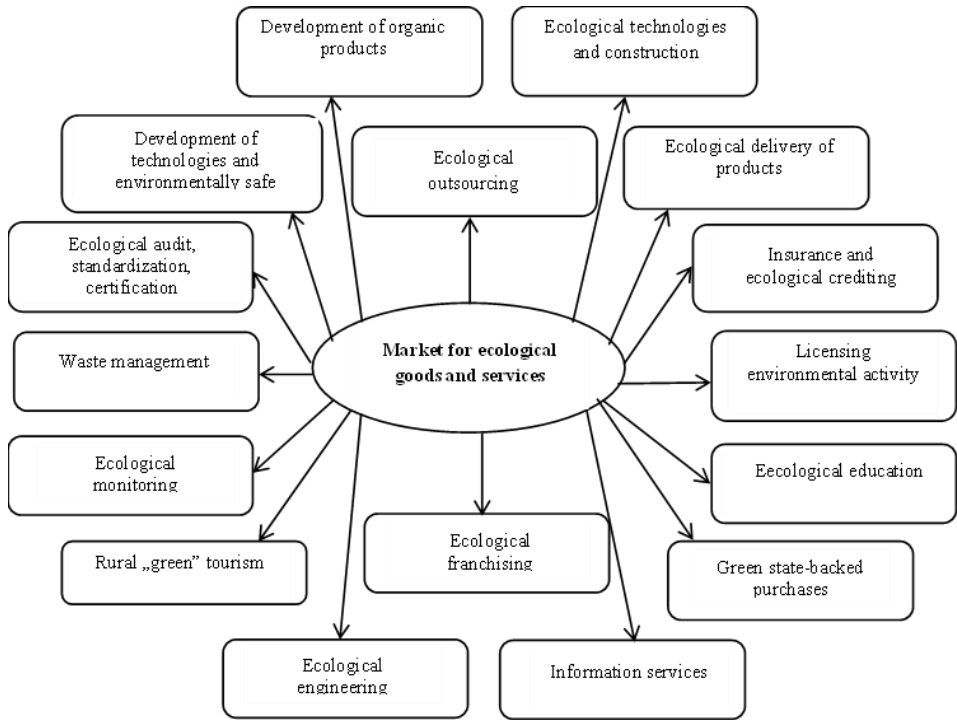 Development of organic
products
Ecological technologies
and construction
Development of
technologies and
environmentally safe
Ecological
outsourcing
Ecological delivery of
products
Ecological audit,
standardization,
certification
Insurance and
ecological crediting
Market for ecological
goods and services
Waste management
Licensing
environmental activity
Ecological
monitoring
Eecological education
Ecological
franchising
Rural „green” tourism
Green state-backed
purchases
Ecological
engineering
Information services